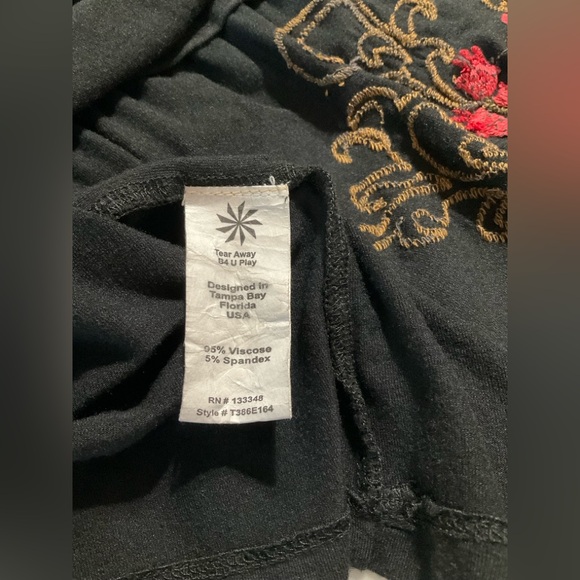 Tear Away
B4 U Play
Designed in
Tampa Bay
Florida
USA
95% Viscose
5% Spandex
RN # 133348
Style # T386E164